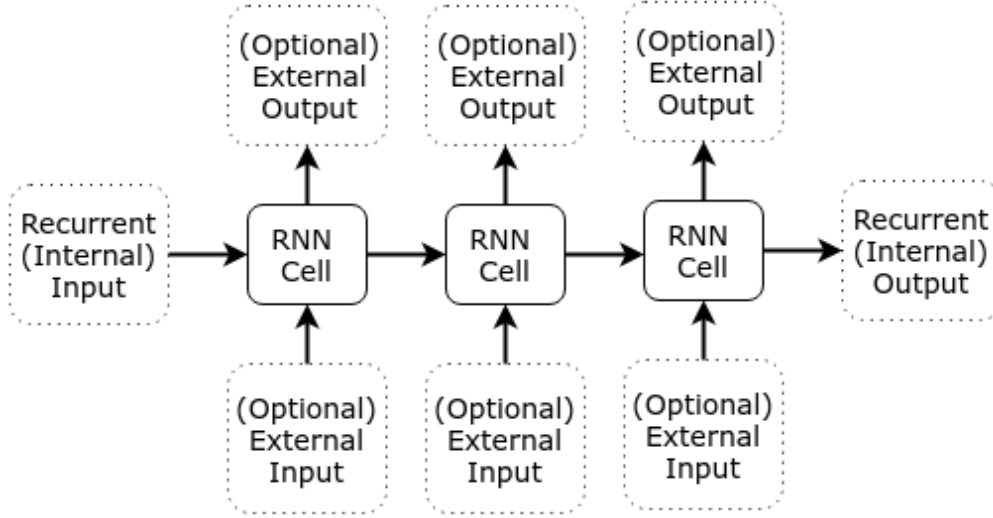 (Optional)
External
Output
(Optional)
External
Output
(Optional)
External
Output
Recurrent
(Internal)
Input
RNN
Cell
RNN
Cell
RNN
Cell
Recurrent
(Internal)
Output
(Optional)
External
Input
(Optional)
External
Input
(Optional)
External
Input